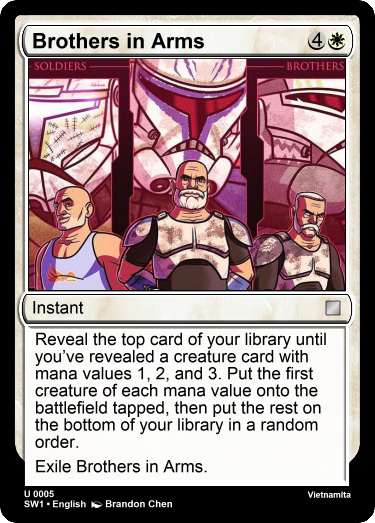 Brothers in Arms 4
SOLDIERS BROTHERS
Instant
Reveal the top card of your library until
you've revealed a creature card with
mana values 1, 2, and 3. Put the first
creature of each mana value onto the
battlefield tapped, then put the rest on
the bottom of your library in a random
order.
Exile Brothers in Arms.
U 0005
SW1 • English Brandon Chen
Vietnamita